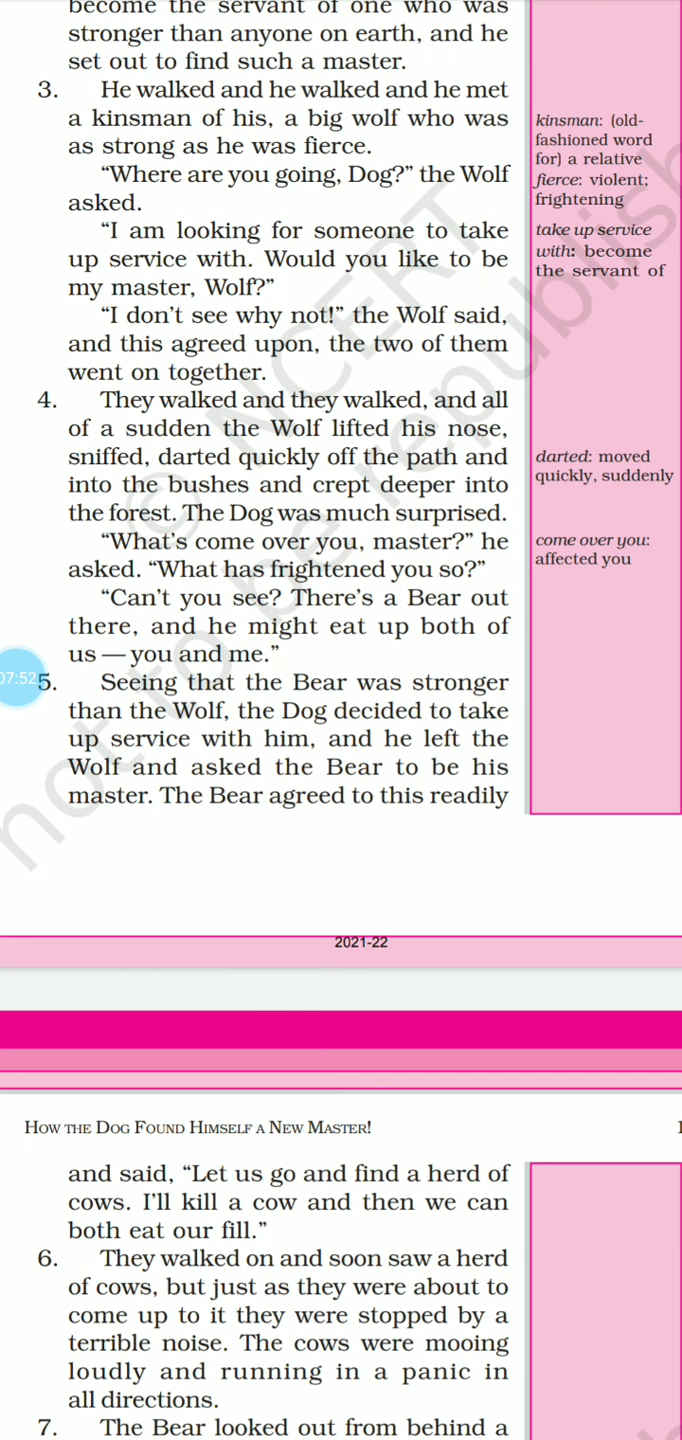 become the servant of one who was
stronger than anyone on earth, and he
set out to find such a master.
3. He walked and he walked and he met
a kinsman of his, a big wolf who was
as strong as he was fierce.
“Where are you going, Dog?” the Wolf
asked.
“I am looking for someone to take
up service with. Would you like to be
my master, Wolf?”
“I don’t see why not!” the Wolf said,
and this agreed upon, the two of them
went on together.
4. They walked and they walked, and all
of a sudden the Wolf lifted his nose,
sniffed, darted quickly off the path and
into the bushes and crept deeper into
the forest. The Dog was much surprised.
“What’s come over you, master?” he
asked. “What has frightened you so?”
“Can’t you see? There’s a Bear out
there, and he might eat up both of
us — you and me.”
5. Seeing that the Bear was stronger
than the Wolf, the Dog decided to take
up service with him, and he left the
Wolf and asked the Bear to be his
master. The Bear agreed to this readily
kinsman: (old-
fashioned word
for) a relative
fierce: violent;
frightening
take up service
with: become
the servant of
darted: moved
quickly, suddenly
come over you:
affected you
07:52
© NCERT
not to be republish
2021-22
HOW THE DOG FOUND HIMSELF A NEW MASTER!
and said, “Let us go and find a herd of
cows. I’ll kill a cow and then we can
both eat our fill.”
6. They walked on and soon saw a herd
of cows, but just as they were about to
come up to it they were stopped by a
terrible noise. The cows were mooing
loudly and running in a panic in
all directions.
7. The Bear looked out from behind a